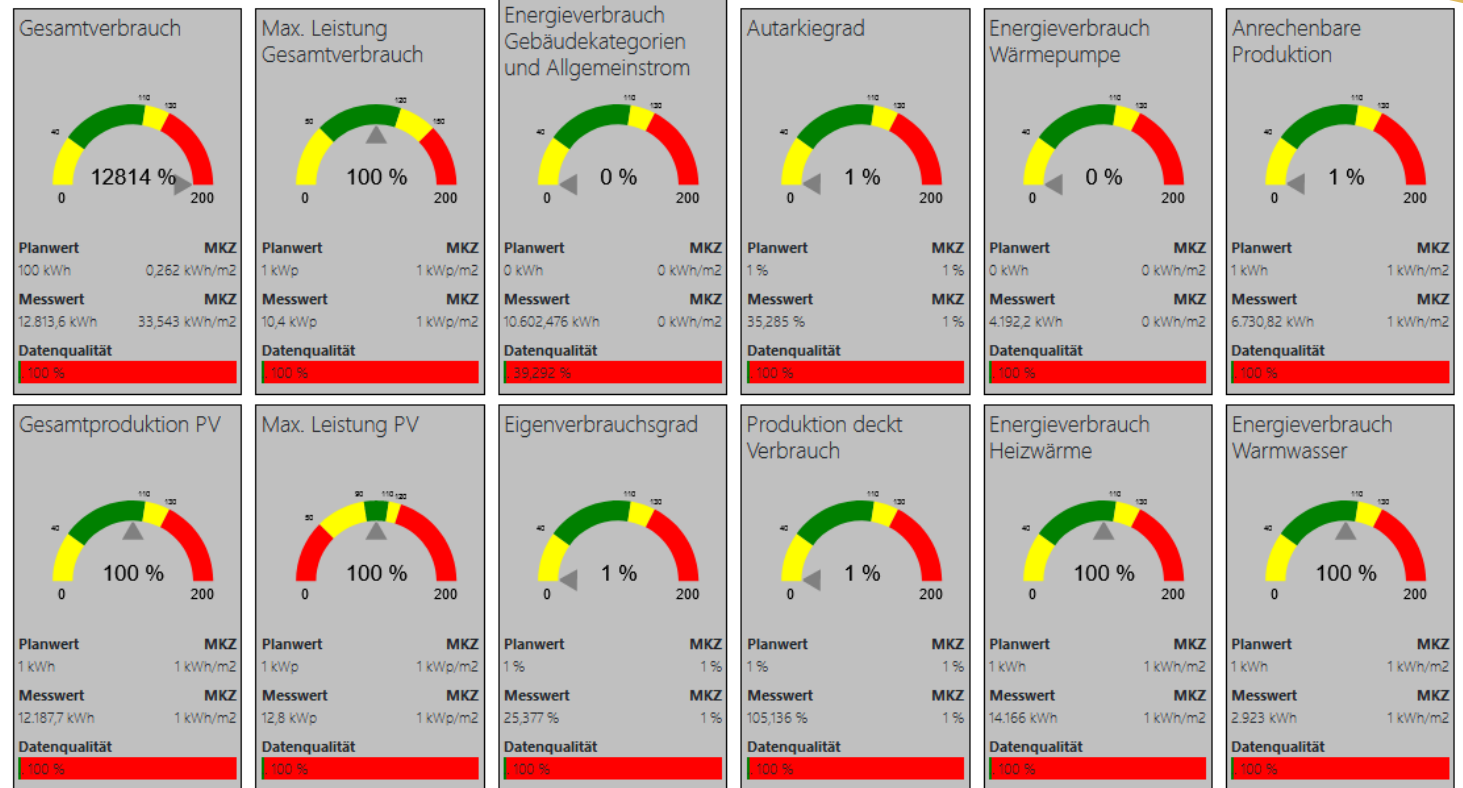 Gesamtverbrauch
110
130
40
12814 %
0
200
Planwert MKZ
100 kWh 0,262 kWh/m2
Messwert MKZ
12.813,6 kWh 33,543 kWh/m2
Datenqualität
100 %
Max. Leistung
Gesamtverbrauch
120
50
150
100 %
0
200
Planwert MKZ
1 kWp 1 kWp/m2
Messwert MKZ
10,4 kWp 1 kWp/m2
Datenqualität
100 %
Energieverbrauch
Gebäudekategorien
und Allgemeinstrom
110
130
40
0 %
0
200
Planwert MKZ
0 kWh 0 kWh/m2
Messwert MKZ
10.602,476 kWh 0 kWh/m2
Datenqualität
39,292 %
Autarkiegrad
110
130
40
1 %
0
200
Planwert MKZ
1 % 1 %
Messwert MKZ
35,285 % 1 %
Datenqualität
100 %
Energieverbrauch
Wärmepumpe
110
130
40
0 %
0
200
Planwert MKZ
0 kWh 0 kWh/m2
Messwert MKZ
4.192,2 kWh 0 kWh/m2
Datenqualität
100 %
Anrechenbare
Produktion
110
130
40
1 %
0
200
Planwert MKZ
1 kWh 1 kWh/m2
Messwert MKZ
6.730,82 kWh 1 kWh/m2
Datenqualität
100 %
Gesamtproduktion PV
110
130
40
100 %
0
200
Planwert MKZ
1 kWh 1 kWh/m2
Messwert MKZ
12.187,7 kWh 1 kWh/m2
Datenqualität
100 %
Max. Leistung PV
90
110
120
50
100 %
0
200
Planwert MKZ
1 kWp 1 kWp/m2
Messwert MKZ
12,8 kWp 1 kWp/m2
Datenqualität
100 %
Eigenverbrauchsgrad
110
130
40
1 %
0
200
Planwert MKZ
1 % 1 %
Messwert MKZ
25,377 % 1 %
Datenqualität
100 %
Produktion deckt
Verbrauch
110
130
40
1 %
0
200
Planwert MKZ
1 % 1 %
Messwert MKZ
105,136 % 1 %
Datenqualität
100 %
Energieverbrauch
Heizwärme
110
130
40
100 %
0
200
Planwert MKZ
1 kWh 1 kWh/m2
Messwert MKZ
14.166 kWh 1 kWh/m2
Datenqualität
100 %
Energieverbrauch
Warmwasser
110
130
40
100 %
0
200
Planwert MKZ
1 kWh 1 kWh/m2
Messwert MKZ
2.923 kWh 1 kWh/m2
Datenqualität
100 %